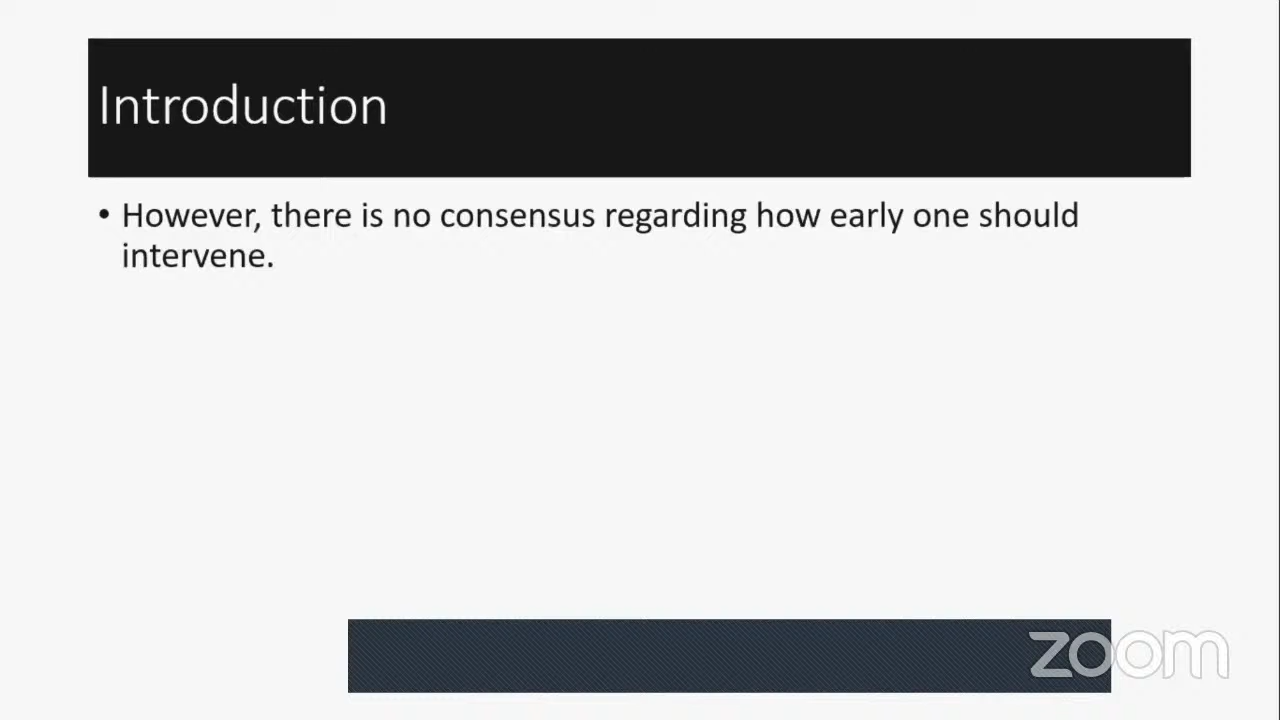 Introduction
• However, there is no consensus regarding how early one should
intervene.
zoom